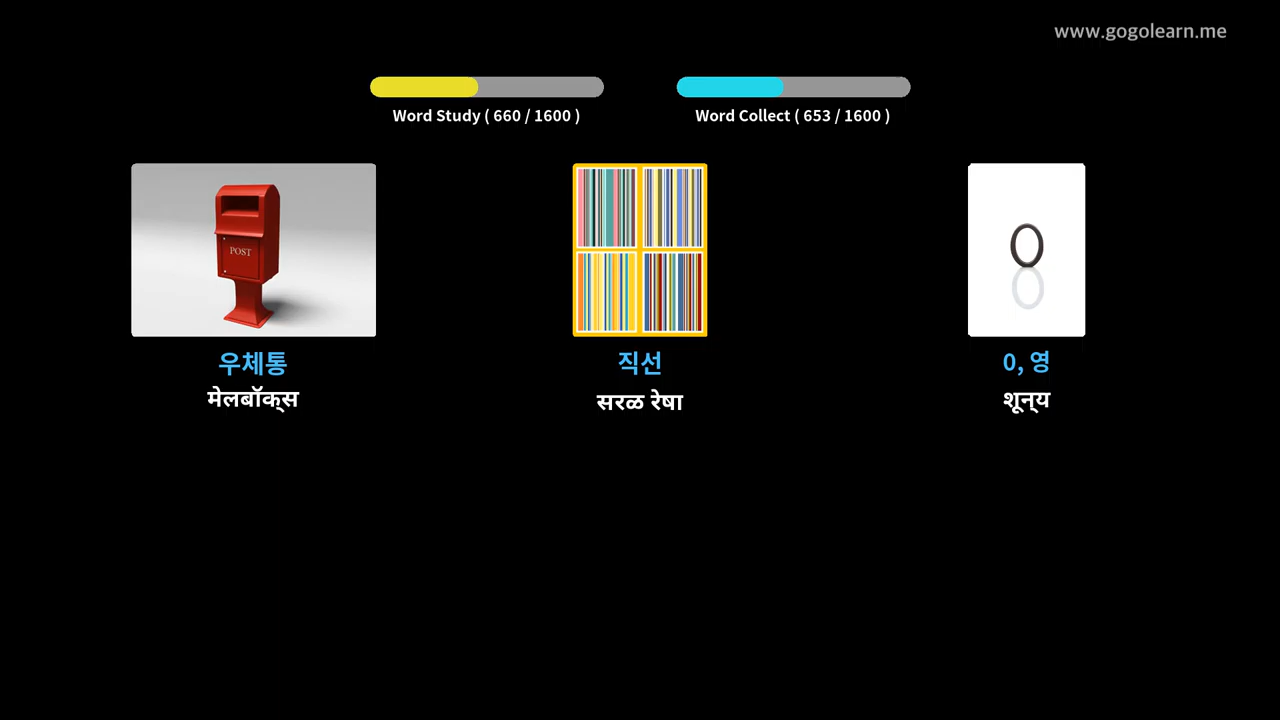 www.gogolearn.me
Word Study ( 660 / 1600 )
Word Collect ( 653 / 1600 )
POST
우체통
मेलबॉक्स
직선
सरळ रेषा
0
0, 영
शून्य